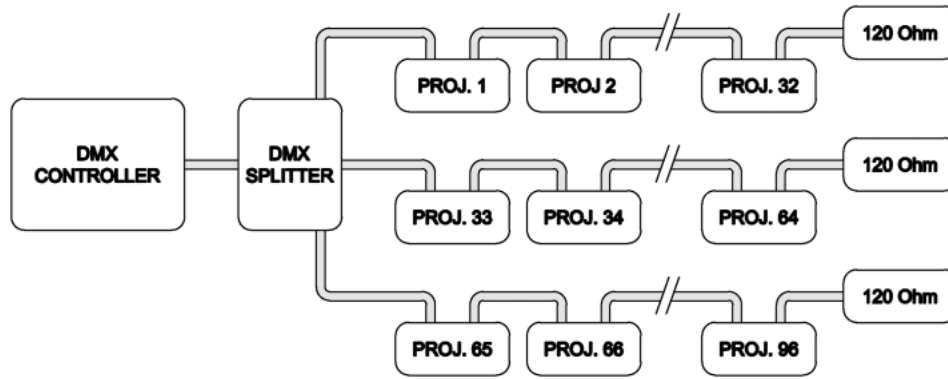 PROJ. 1
PROJ 2
PROJ. 32
120 Ohm
DMX
CONTROLLER
DMX
SPLITTER
PROJ. 33
PROJ. 34
PROJ. 64
120 Ohm
PROJ. 65
PROJ. 66
PROJ. 96
120 Ohm